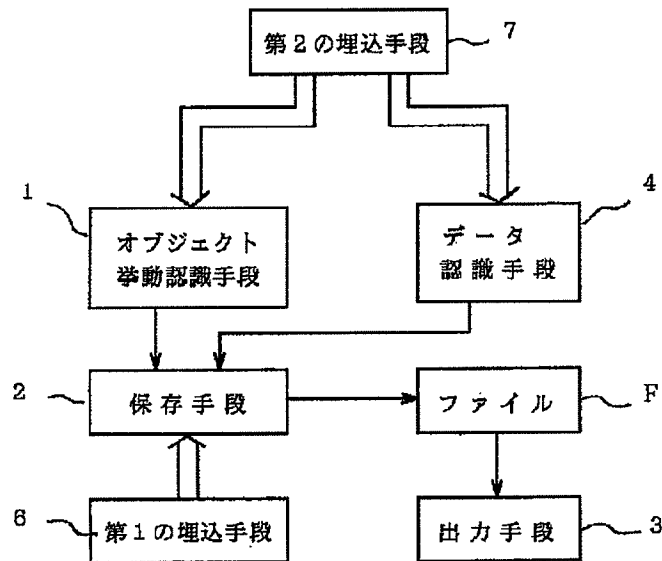 第2の埋込手段
7
1
オブジェクト
挙動認識手段
4
データ
認識手段
2
保存手段
ファイル
F
6
第1の埋込手段
出力手段
3